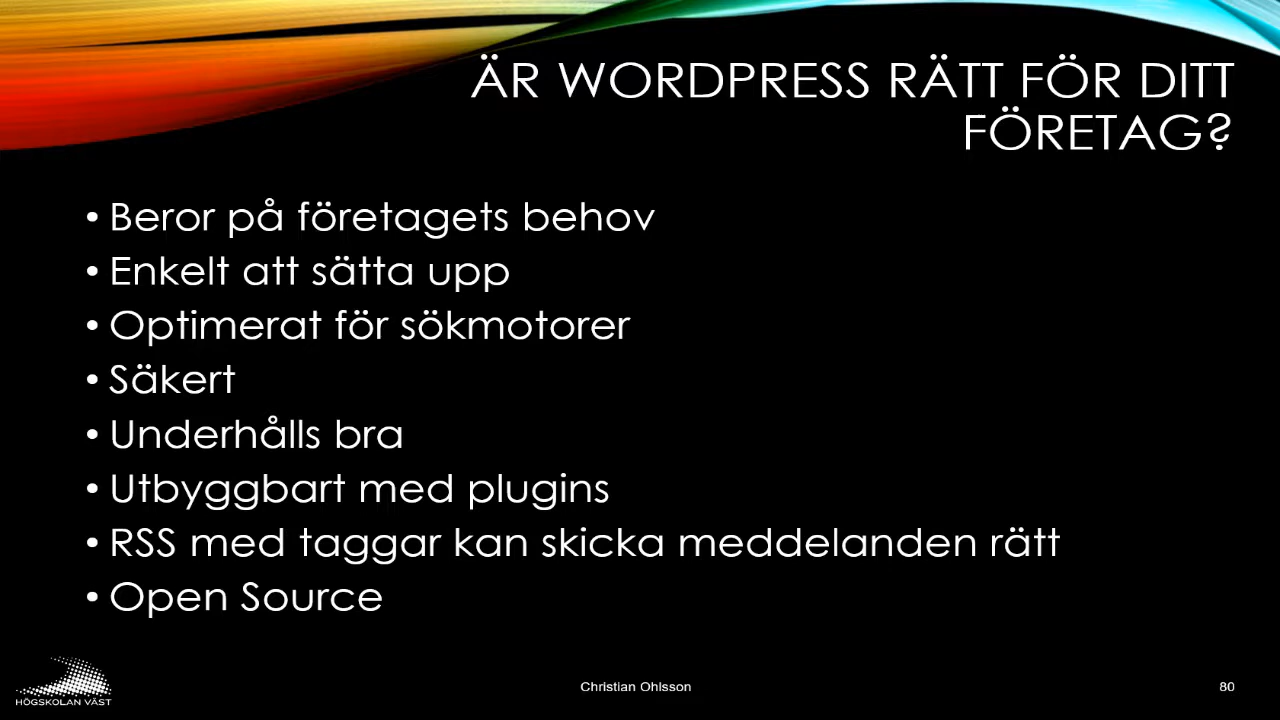 ÄR WORDPRESS RÄTT FÖR DITT
FÖRETAG?
• Beror på företagets behov
• Enkelt att sätta upp
• Optimerat för sökmotorer
• Säkert
• Underhålls bra
• Utbyggbart med plugins
• RSS med taggar kan skicka meddelanden rätt
• Open Source
HÖGSKOLAN VÄST
Christian Ohlsson
80